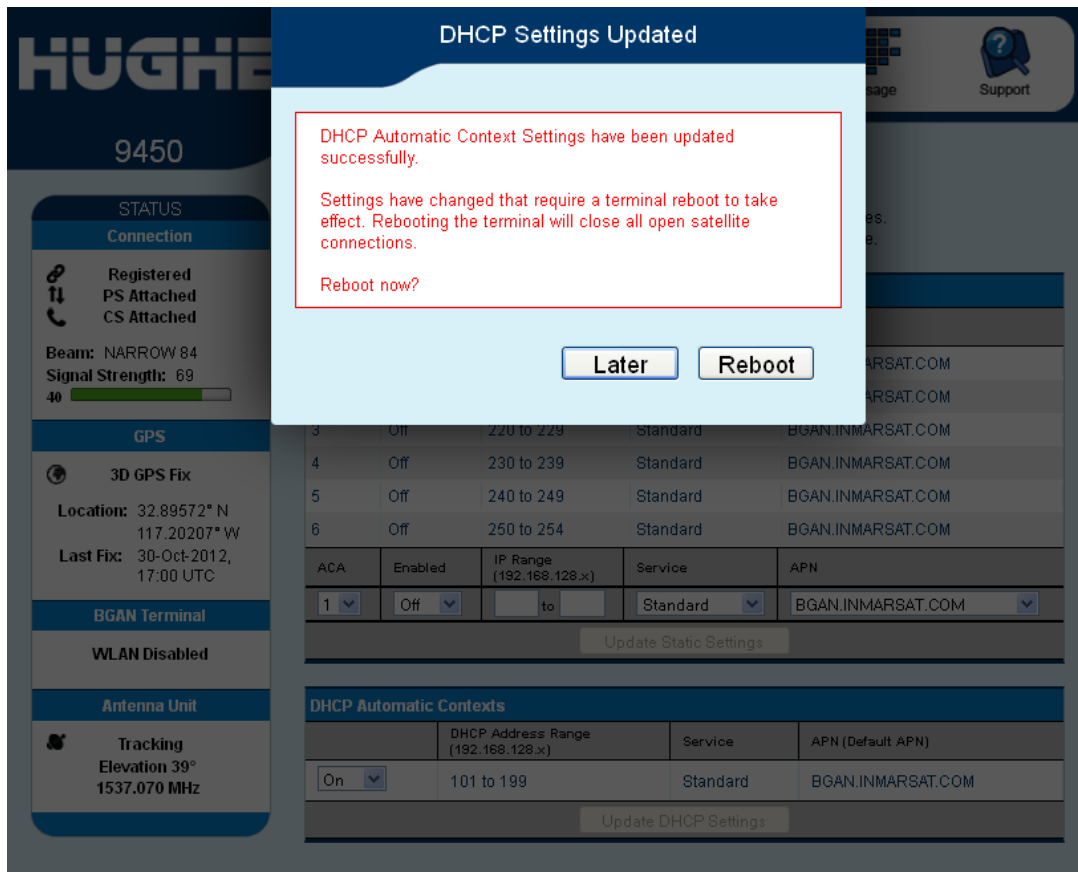 DHCP Settings Updated
Support
9450
DHCP Automatic Context Settings have been updated
successfully.
Settings have changed that require a terminal reboot to take
effect. Rebooting the terminal will close all open satellite
connections.
Reboot now?
Later Reboot
STATUS
Connection
Registered
PS Attached
CS Attached
Beam: NARROW 84
Signal Strength: 69
40
GPS
3D GPS Fix
Location: 32.89572° N
117.20207° W
Last Fix: 30-Oct-2012,
17:00 UTC
BGAN Terminal
WLAN Disabled
Antenna Unit
Tracking
Elevation 39°
1537.070 MHz
3 Off 220 to 229 Standard BGAN.INMARSAT.COM
4 Off 230 to 239 Standard BGAN.INMARSAT.COM
5 Off 240 to 249 Standard BGAN.INMARSAT.COM
6 Off 250 to 254 Standard BGAN.INMARSAT.COM
ACA Enabled IP Range (192.168.128.x) Service APN
1 Off to Standard BGAN.INMARSAT.COM
Update Static Settings
DHCP Automatic Contexts
DHCP Address Range (192.168.128.x) Service APN (Default APN)
On 101 to 199 Standard BGAN.INMARSAT.COM
Update DHCP Settings